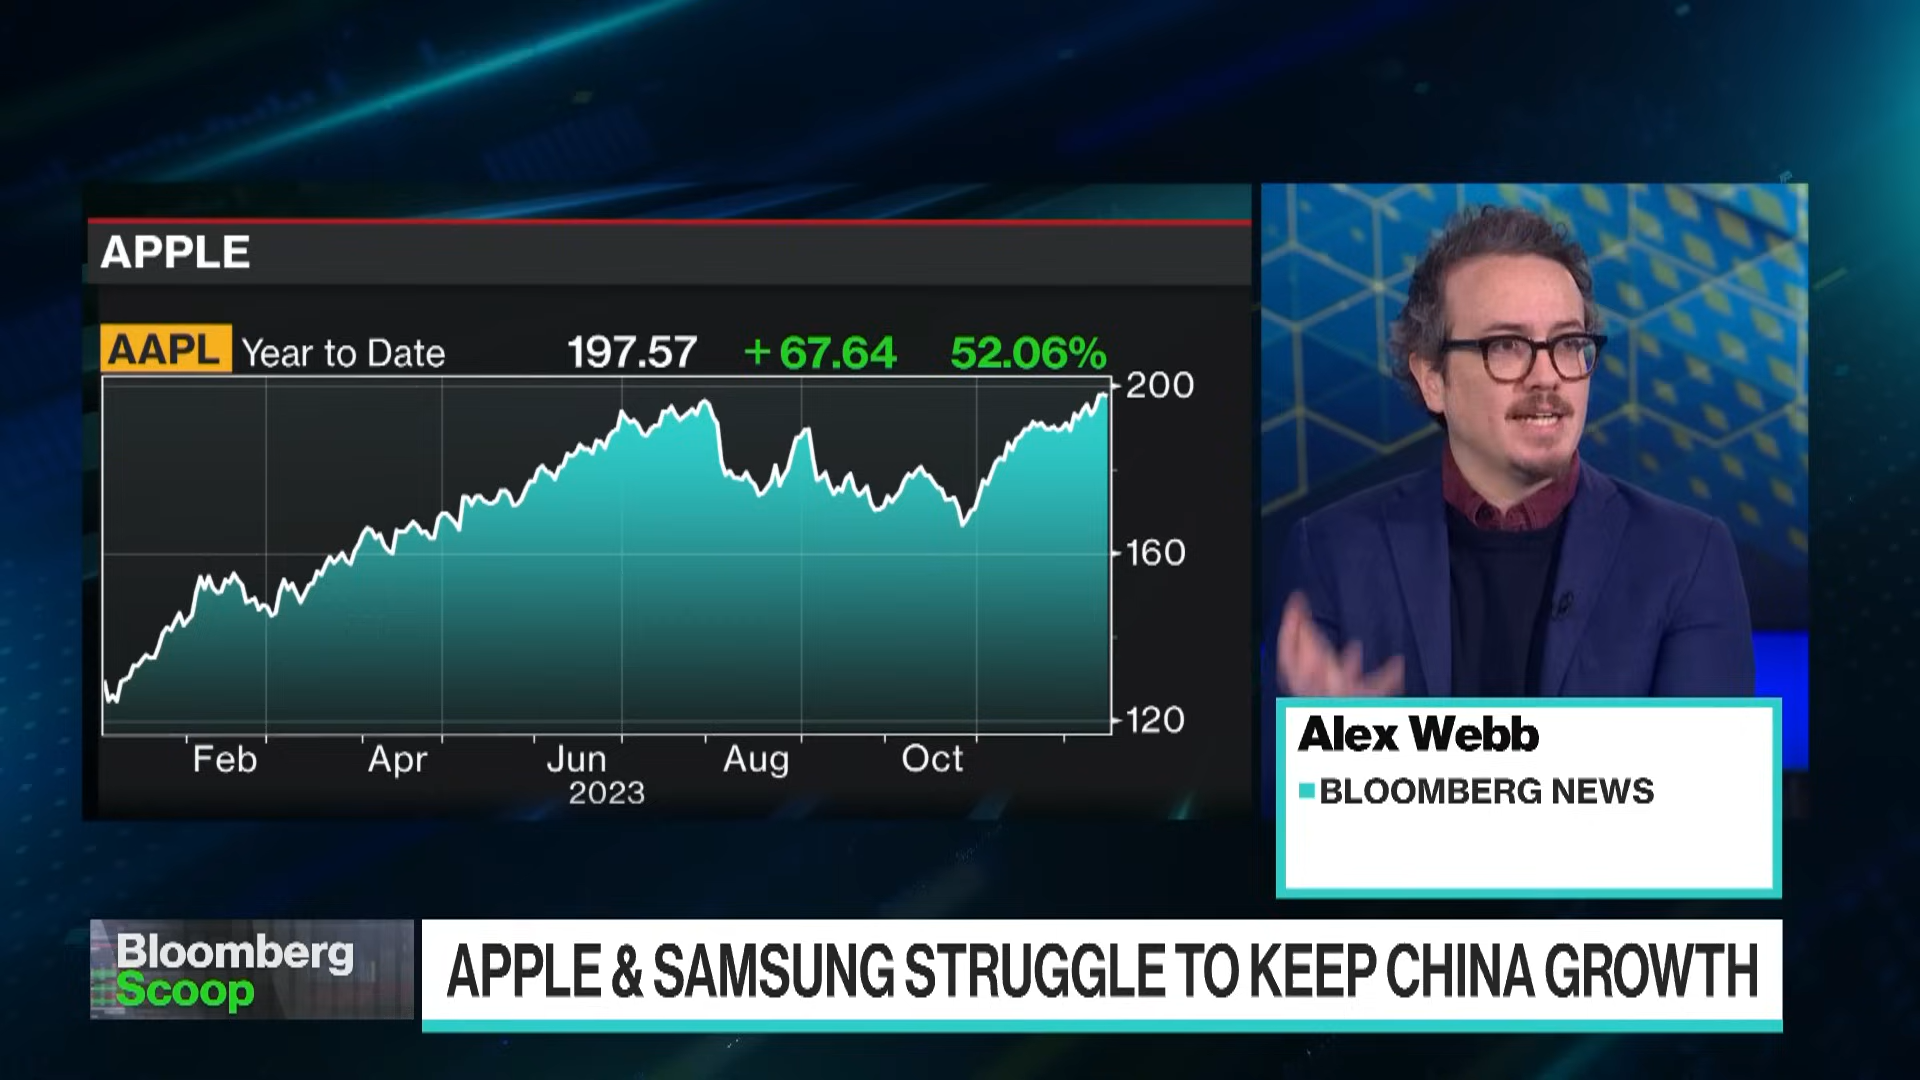 APPLE
AAPL Year to Date 197.57 +67.64 52.06%
200
160
120
Feb Apr Jun Aug Oct
2023
Alex Webb
BLOOMBERG NEWS
Bloomberg
Scoop
APPLE & SAMSUNG STRUGGLE TO KEEP CHINA GROWTH